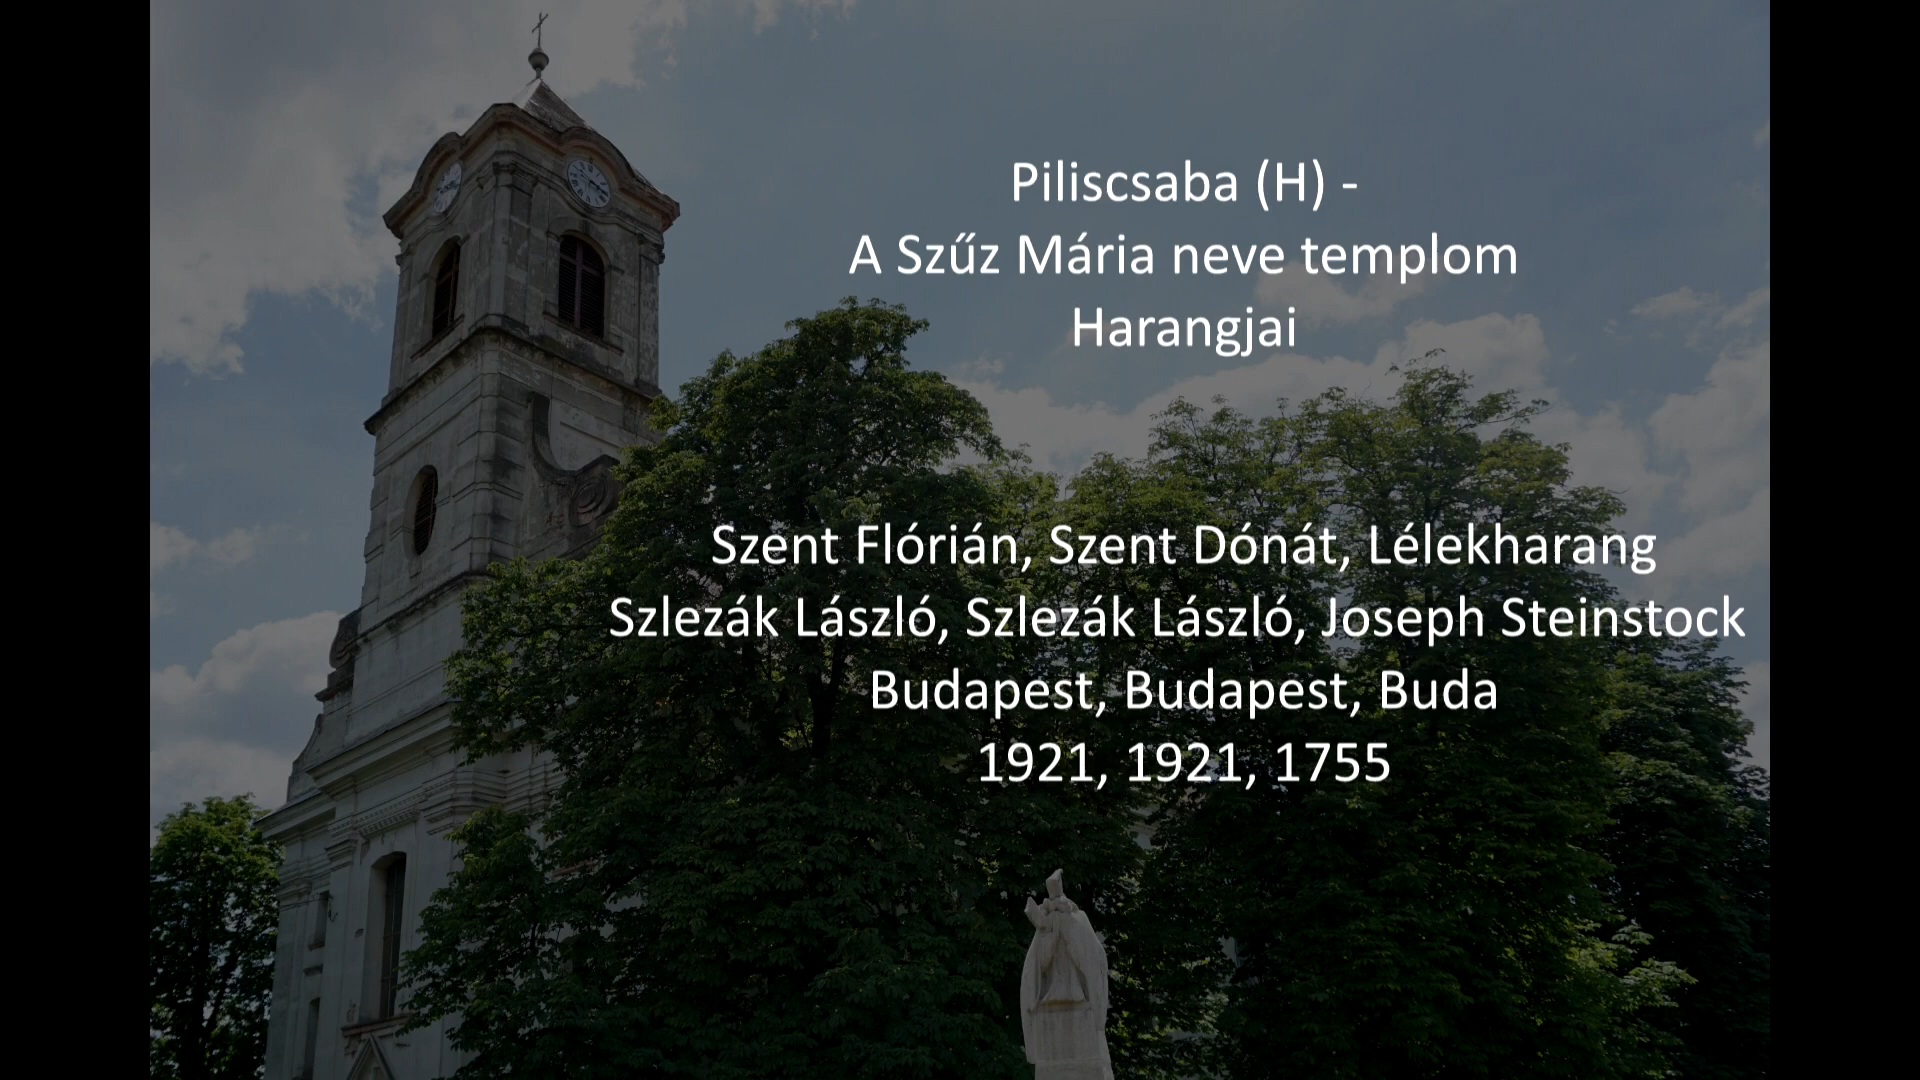 Piliscsaba (H) -
A Szűz Mária neve templom
Harangjai
Szent Flórián, Szent Dónát, Lélekharang
Szlezák László, Szlezák László, Joseph Steinstock
Budapest, Budapest, Buda
1921, 1921, 1755